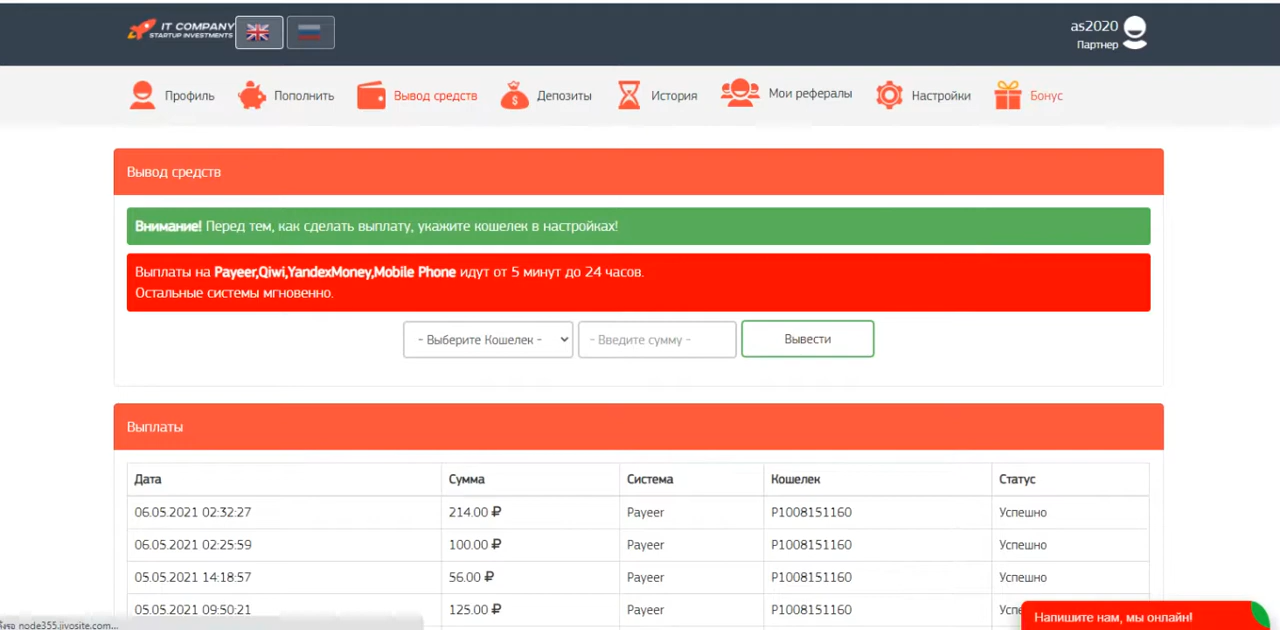 IT COMPANY
STARTUP INVESTMENTS
as2020
Партнер
Профиль
Пополнить
Вывод средств
Депозиты
История
Мои рефералы
Настройки
Бонус
Вывод средств
Внимание! Перед тем, как сделать выплату, укажите кошелек в настройках!
Выплаты на Payeer,Qiwi,YandexMoney,Mobile Phone идут от 5 минут до 24 часов.
Остальные системы мгновенно.
- Выберите Кошелек -
- Введите сумму -
Вывести
Выплаты
Дата Сумма Система Кошелек Статус
06.05.2021 02:32:27 214.00 ₽ Payeer P1008151160 Успешно
06.05.2021 02:25:59 100.00 ₽ Payeer P1008151160 Успешно
05.05.2021 14:18:57 56.00 ₽ Payeer P1008151160 Успешно
05.05.2021 09:50:21 125.00 ₽ Payeer P1008151160
Напишите нам, мы онлайн!
node355.jivosite.com...